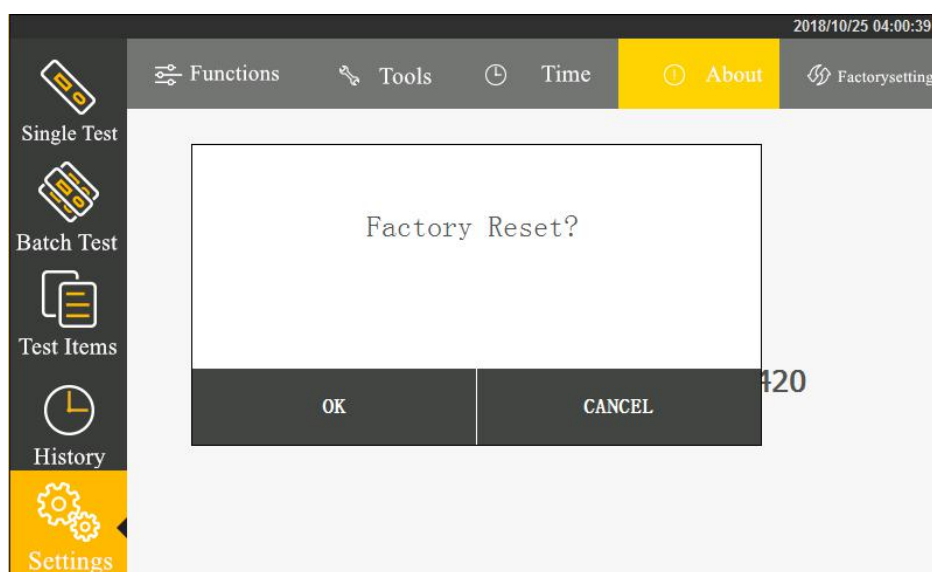 2018/10/25 04:00:39
Functions
Tools
Time
About
Factorysetting
Single Test
Batch Test
Test Items
History
Settings
Factory Reset?
OK
CANCEL
420